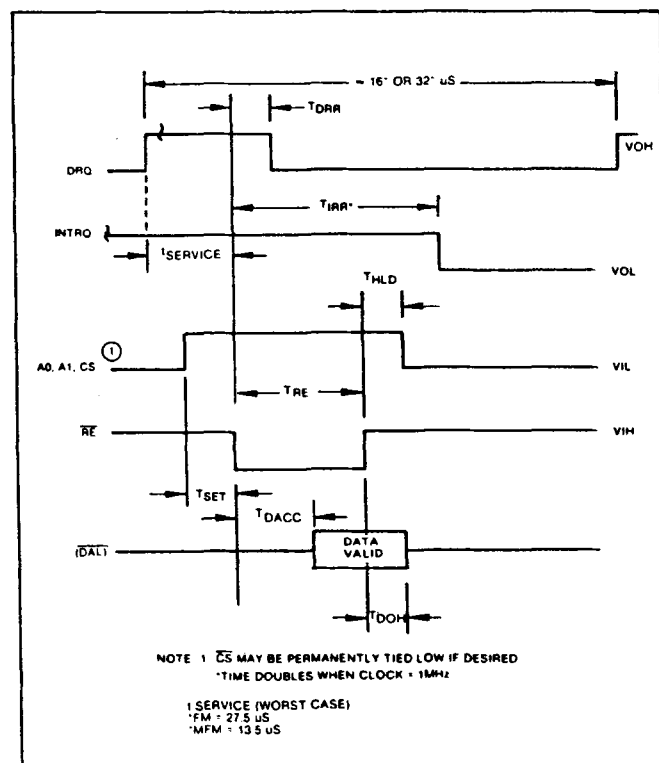 ≈ 16* OR 32* uS
TDRR
DRQ
VOH
TIRR*
INTRQ
tSERVICE
VOL
THLD
1
A0, A1, CS
VIL
TRE
RE
VIH
TSET
TDACC
(DAL)
DATA
VALID
TDOH
NOTE 1 CS MAY BE PERMANENTLY TIED LOW IF DESIRED
*TIME DOUBLES WHEN CLOCK = 1MHz
t SERVICE (WORST CASE)
*FM = 27.5 uS
*MFM = 13.5 uS